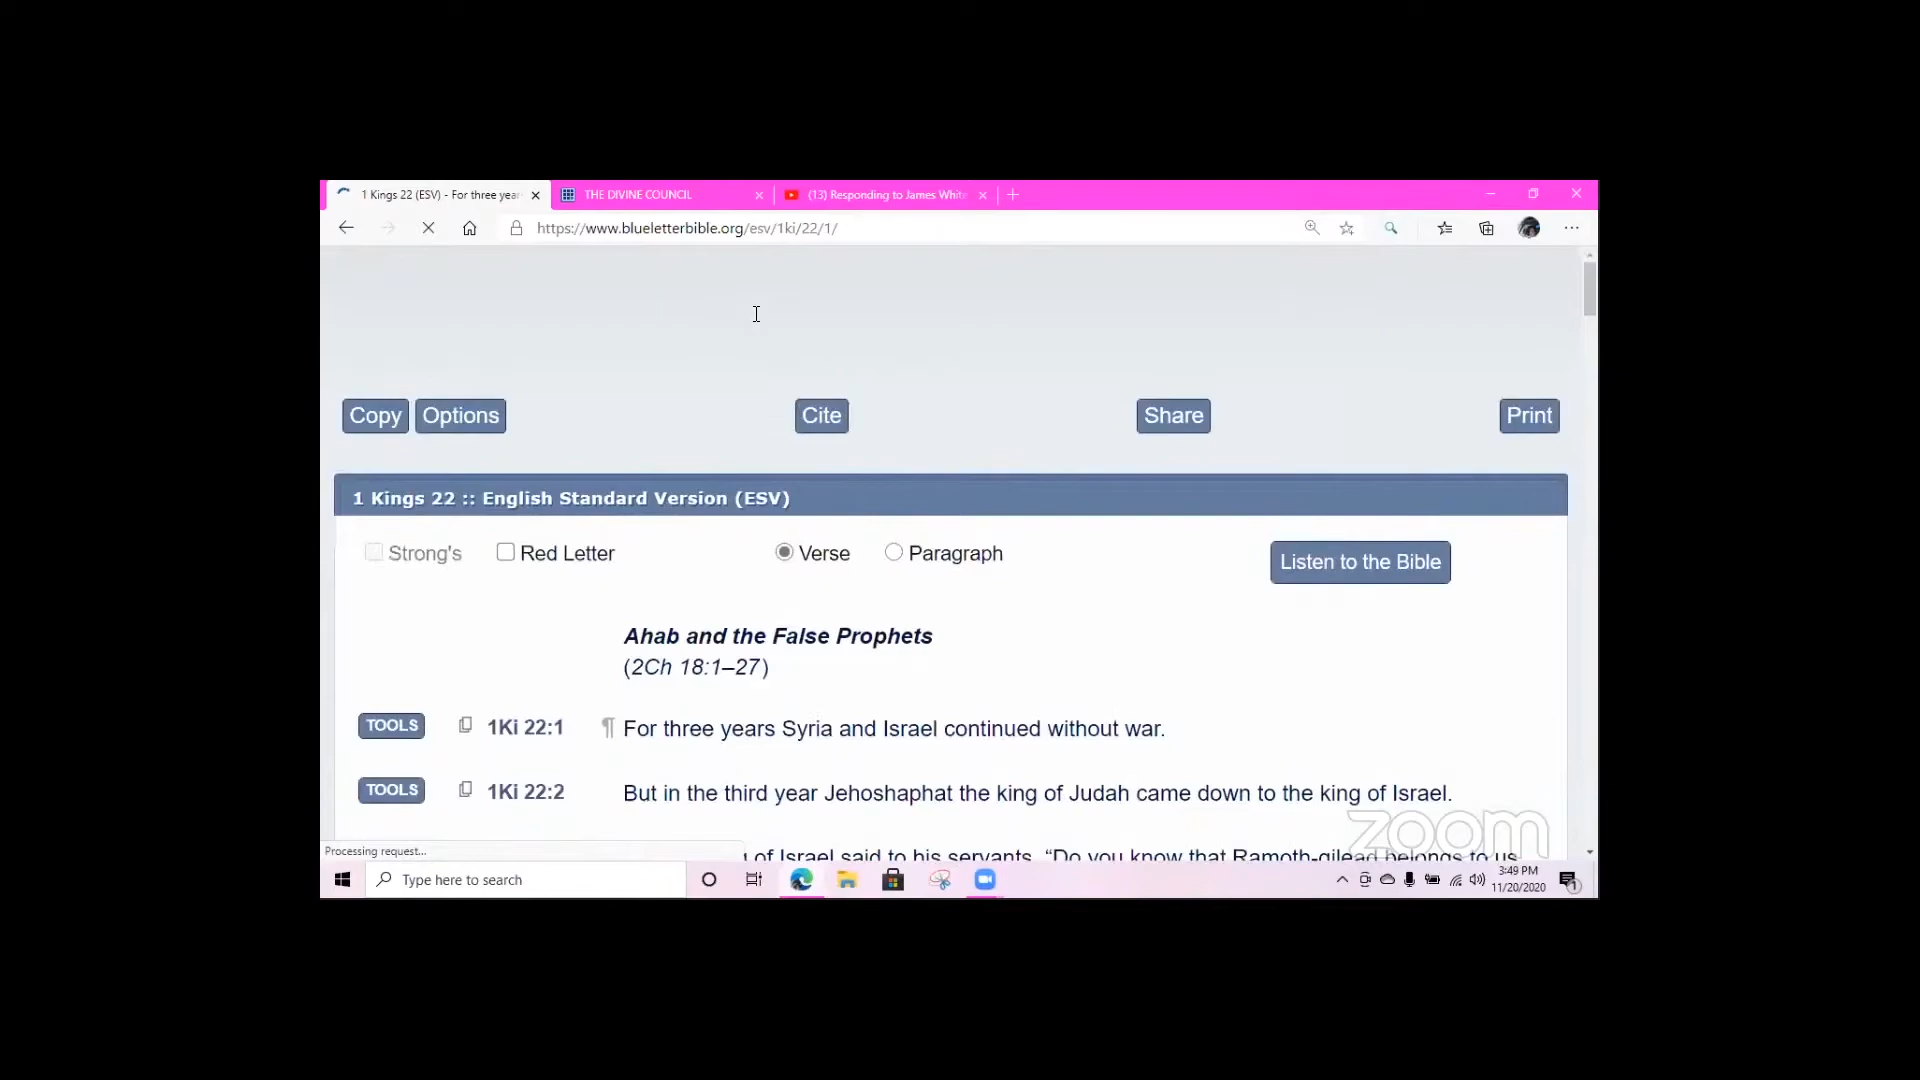 1 Kings 22 (ESV) - For three year
THE DIVINE COUNCIL
(13) Responding to James White
https://www.blueletterbible.org/esv/1ki/22/1/
Copy
Options
Cite
Share
Print
1 Kings 22 :: English Standard Version (ESV)
Strong's
Red Letter
Verse
Paragraph
Listen to the Bible
Ahab and the False Prophets
(2Ch 18:1–27)
TOOLS 1Ki 22:1 ¶ For three years Syria and Israel continued without war.
TOOLS 1Ki 22:2 But in the third year Jehoshaphat the king of Judah came down to the king of Israel.
of Israel said to his servants, “Do you know that Ramoth-gilead belongs to us,
zoom
Processing request...
Type here to search
3:49 PM
11/20/2020
1